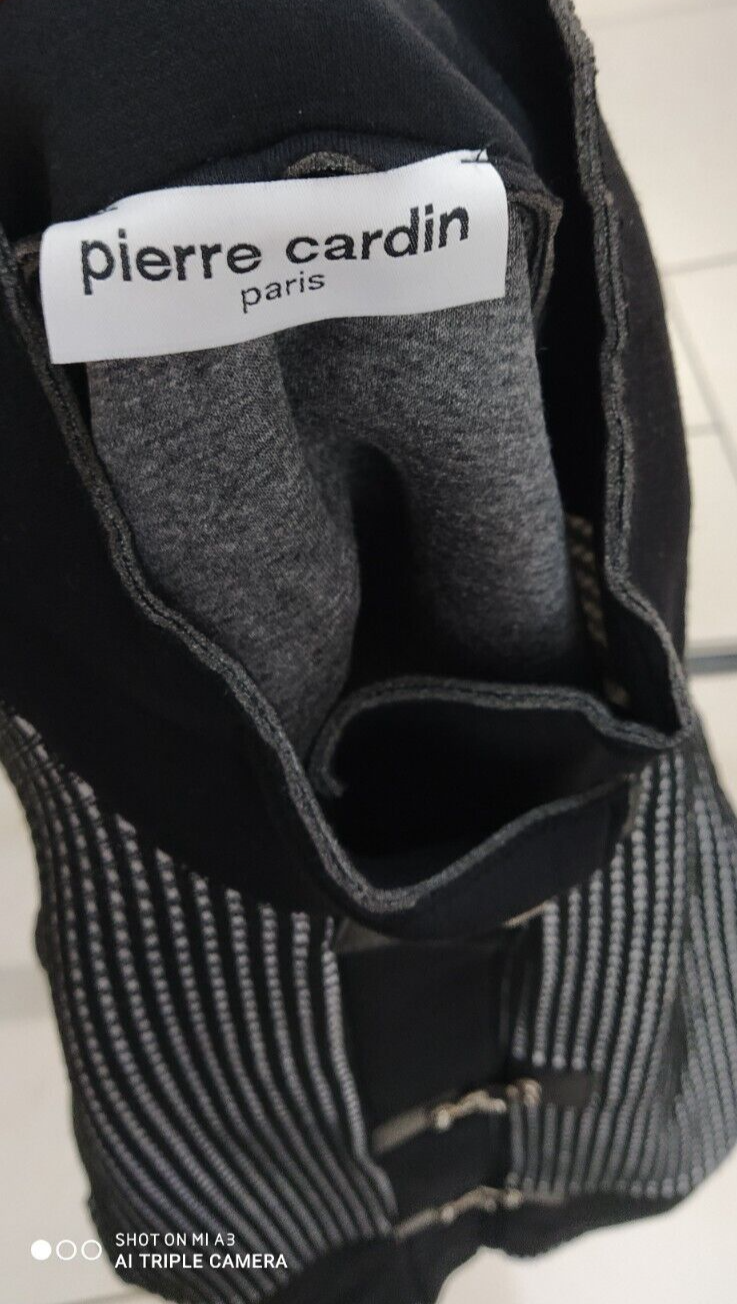 pierre cardin
paris
SHOT ON MI A3
AI TRIPLE CAMERA